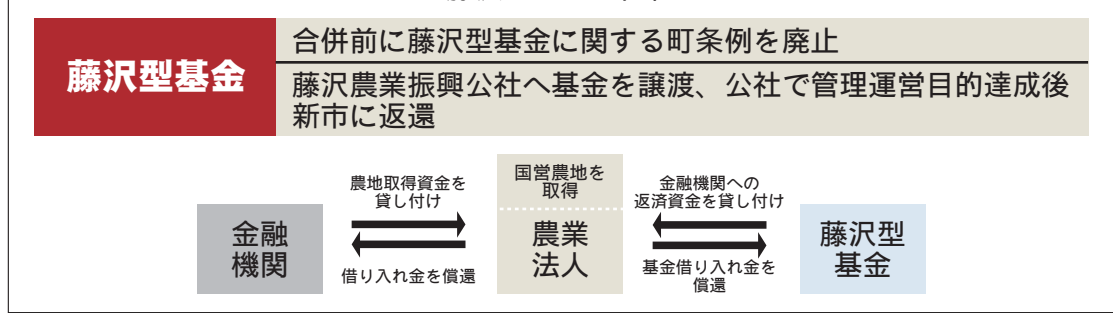 藤沢型基金
合併前に藤沢型基金に関する町条例を廃止
藤沢農業振興公社へ基金を譲渡、公社で管理運営目的達成後
新市に返還
金融
機関
農地取得資金を
貸し付け
借り入れ金を償還
国営農地を
取得
農業
法人
金融機関への
返済資金を貸し付け
基金借り入れ金を
償還
藤沢型
基金